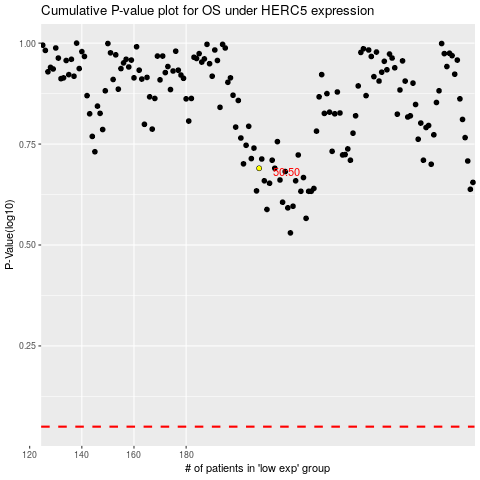 Cumulative P-value plot for OS under HERC5 expression
1.00
0.75
0.50
0.25
P-Value(log10)
50:50
120 140 160 180
# of patients in 'low exp' group